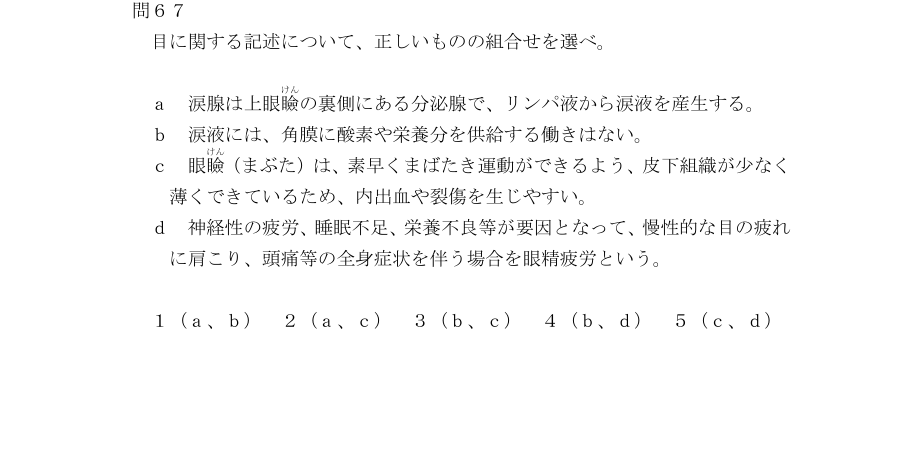 問６７
目に関する記述について、正しいものの組合せを選べ。
ａ　涙腺は上眼瞼の裏側にある分泌腺で、リンパ液から涙液を産生する。
ｂ　涙液には、角膜に酸素や栄養分を供給する働きはない。
ｃ　眼瞼（まぶた）は、素早くまばたき運動ができるよう、皮下組織が少なく
薄くできているため、内出血や裂傷を生じやすい。
ｄ　神経性の疲労、睡眠不足、栄養不良等が要因となって、慢性的な目の疲れ
に肩こり、頭痛等の全身症状を伴う場合を眼精疲労という。
１（ａ、ｂ）　２（ａ、ｃ）　３（ｂ、ｃ）　４（ｂ、ｄ）　５（ｃ、ｄ）